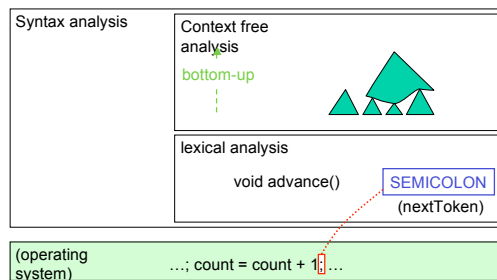 Syntax analysis
Context free
analysis
bottom-up
lexical analysis
void advance()
SEMICOLON
(nextToken)
(operating
system)
…; count = count + 1; …